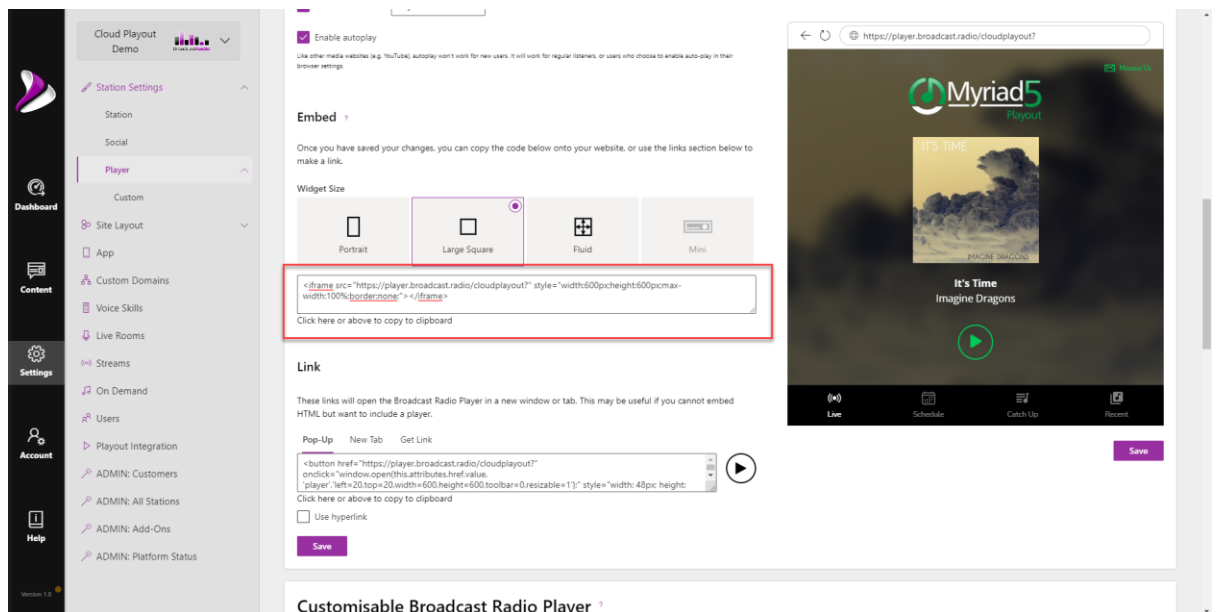 Cloud Playout
Demo
Station Settings
Station
Social
Player
Custom
Site Layout
App
Custom Domains
Voice Skills
Live Rooms
Streams
On Demand
Users
Playout Integration
ADMIN: Customers
ADMIN: All Stations
ADMIN: Add-Ons
ADMIN: Platform Status
Dashboard
Content
Settings
Account
Help
Version 1.0
Enable autoplay
Like other media websites (e.g. YouTube), autoplay won't work for new users. It will work for regular listeners, or users who choose to enable auto-play in their
browser settings.
Embed ?
Once you have saved your changes, you can copy the code below onto your website, or use the links section below to
make a link.
Widget Size
Portrait
Large Square
Fluid
Mini
<iframe src="https://player.broadcast.radio/cloudplayout?" style="width:600px;height:600px;max-
width:100%;border:none;"></iframe>
Click here or above to copy to clipboard
Link
These links will open the Broadcast Radio Player in a new window or tab. This may be useful if you cannot embed
HTML but want to include a player.
Pop-Up New Tab Get Link
<button href="https://player.broadcast.radio/cloudplayout?"
onclick="window.open(this.attributes.href.value,
'player','left=20,top=20,width=600,height=600,toolbar=0,resizable=1');" style="width: 48px; height:
Click here or above to copy to clipboard
Use hyperlink
Save
Customisable Broadcast Radio Player ?
https://player.broadcast.radio/cloudplayout?
Message Us
Myriad5
Playout
IT'S TIME
IMAGINE DRAGONS
It's Time
Imagine Dragons
Live
Schedule
Catch Up
Recent
Save